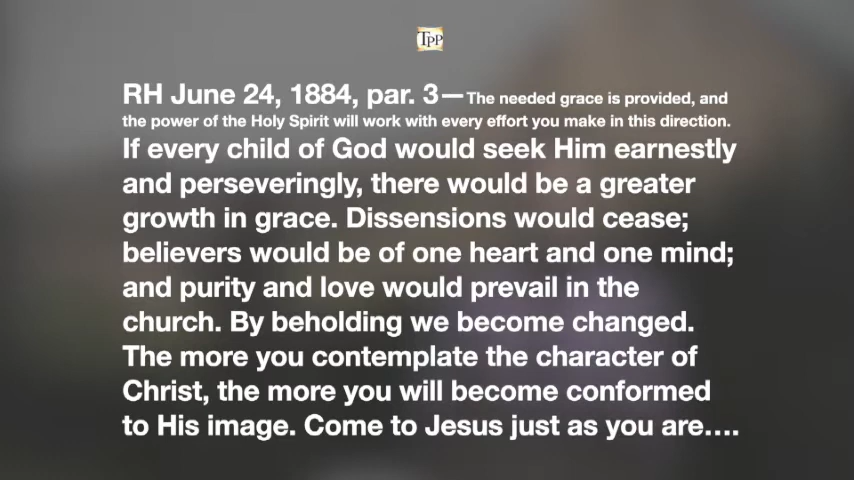 TPP
RH June 24, 1884, par. 3—The needed grace is provided, and
the power of the Holy Spirit will work with every effort you make in this direction.
If every child of God would seek Him earnestly
and perseveringly, there would be a greater
growth in grace. Dissensions would cease;
believers would be of one heart and one mind;
and purity and love would prevail in the
church. By beholding we become changed.
The more you contemplate the character of
Christ, the more you will become conformed
to His image. Come to Jesus just as you are....